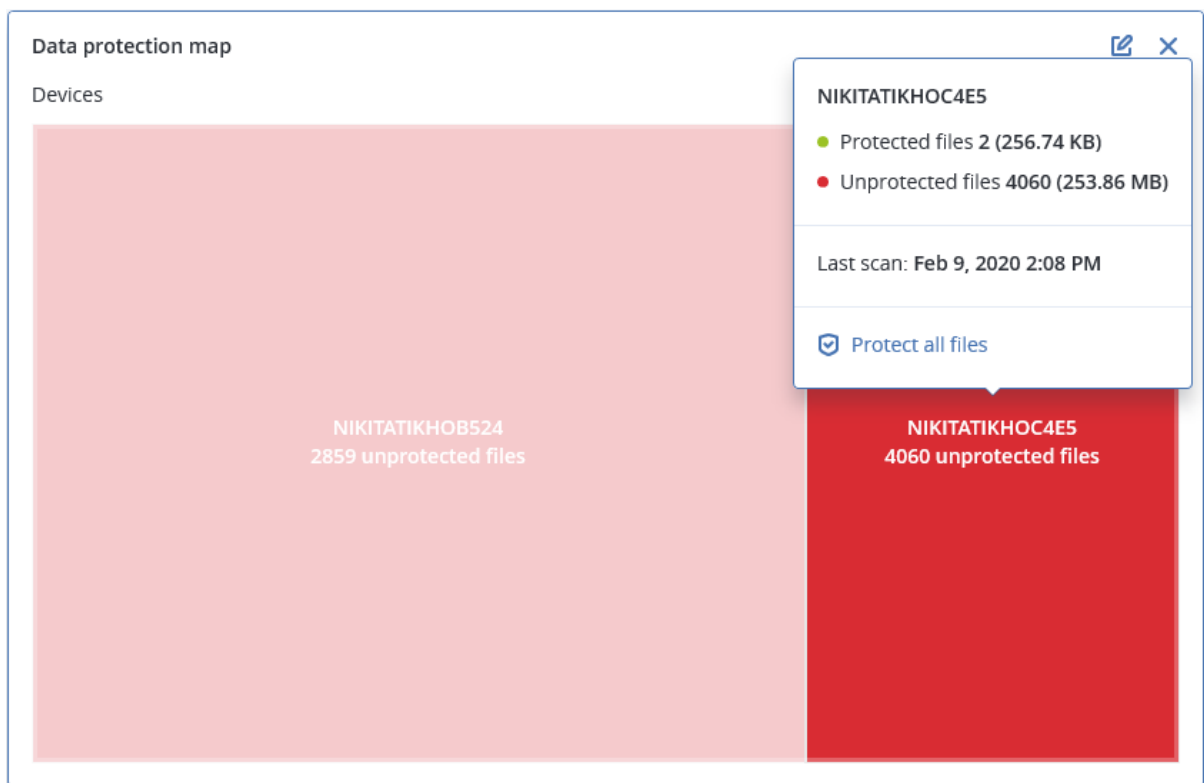 Data protection map
Devices
NIKITATIKHOC4E5
Protected files 2 (256.74 KB)
Unprotected files 4060 (253.86 MB)
Last scan: Feb 9, 2020 2:08 PM
Protect all files
NIKITATIKHOB524
2859 unprotected files
NIKITATIKHOC4E5
4060 unprotected files